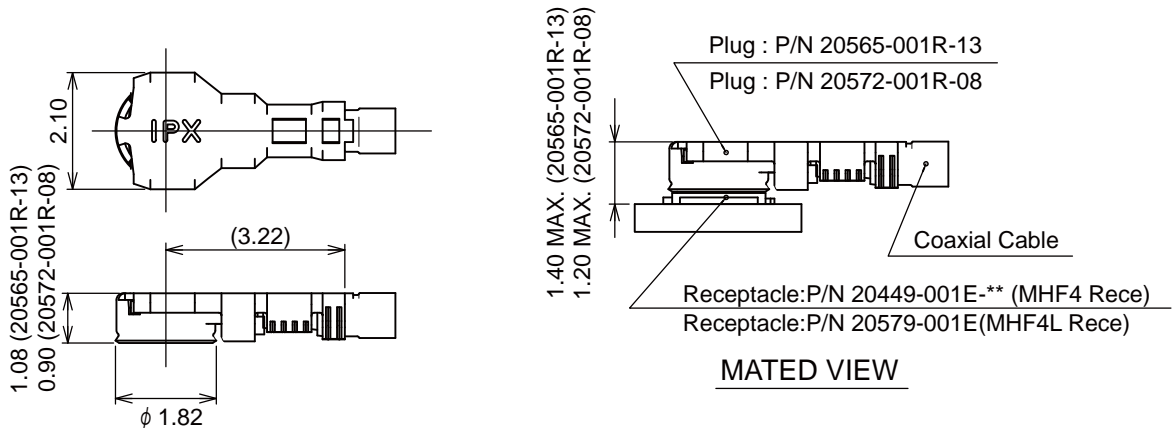 2.10
IPX
1.08 (20565-001R-13)
0.90 (20572-001R-08)
(3.22)
ϕ 1.82
1.40 MAX. (20565-001R-13)
1.20 MAX. (20572-001R-08)
Plug : P/N 20565-001R-13
Plug : P/N 20572-001R-08
Coaxial Cable
Receptacle:P/N 20449-001E-** (MHF4 Rece)
Receptacle:P/N 20579-001E(MHF4L Rece)
MATED VIEW